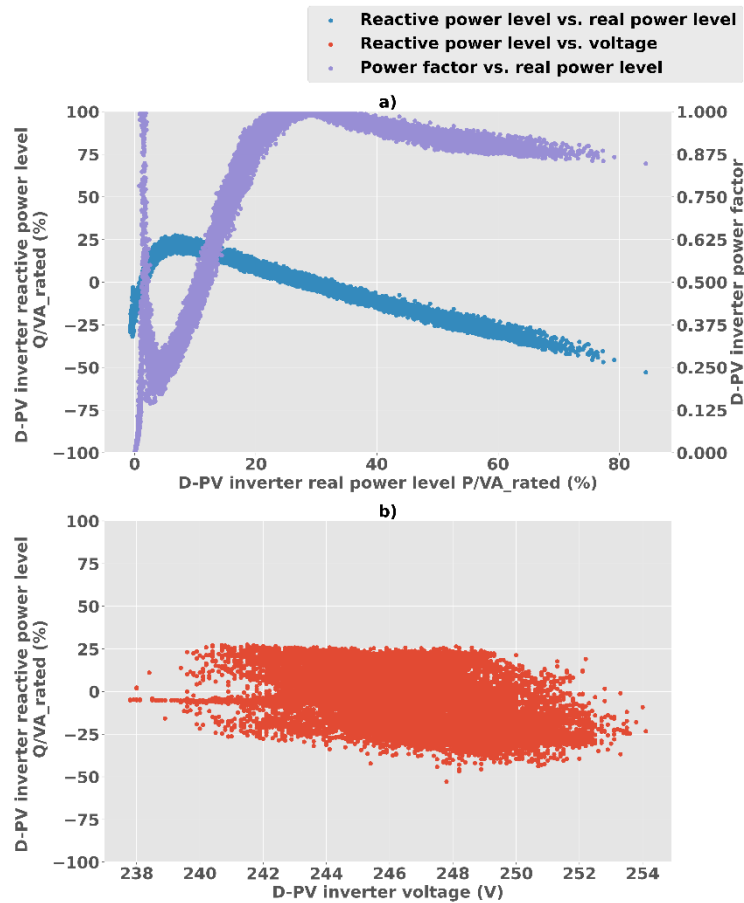 Reactive power level vs. real power level
Reactive power level vs. voltage
Power factor vs. real power level
a)
D-PV inverter reactive power level
Q/VA_rated (%)
100
75
50
25
0
−25
−50
−75
−100
1.000
0.875
0.750
0.625
0.500
0.375
0.250
0.125
0.000
D-PV inverter power factor
0 20 40 60 80
D-PV inverter real power level P/VA_rated (%)
b)
D-PV inverter reactive power level
Q/VA_rated (%)
100
75
50
25
0
−25
−50
−75
−100
238 240 242 244 246 248 250 252 254
D-PV inverter voltage (V)